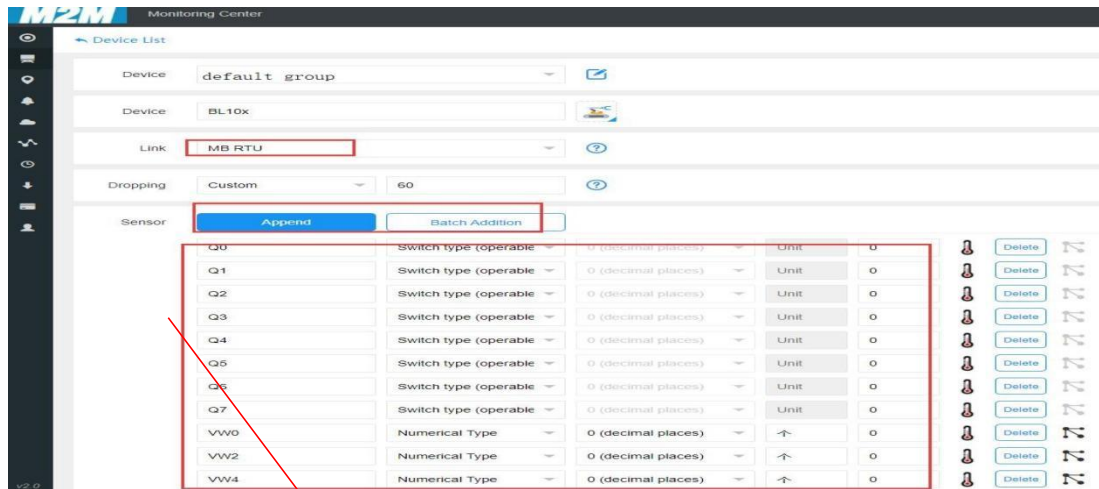 M2M Monitoring Center
Device List
Device default group
Device BL10x
Link MB RTU
Dropping Custom 60
Sensor Append Batch Addition
Q0 Switch type (operable 0 (decimal places) Unit 0 Delete
Q1 Switch type (operable 0 (decimal places) Unit 0 Delete
Q2 Switch type (operable 0 (decimal places) Unit 0 Delete
Q3 Switch type (operable 0 (decimal places) Unit 0 Delete
Q4 Switch type (operable 0 (decimal places) Unit 0 Delete
Q5 Switch type (operable 0 (decimal places) Unit 0 Delete
Q6 Switch type (operable 0 (decimal places) Unit 0 Delete
Q7 Switch type (operable 0 (decimal places) Unit 0 Delete
VW0 Numerical Type 0 (decimal places) 个 0 Delete
VW2 Numerical Type 0 (decimal places) 个 0 Delete
VW4 Numerical Type 0 (decimal places) 个 0 Delete
v2.0